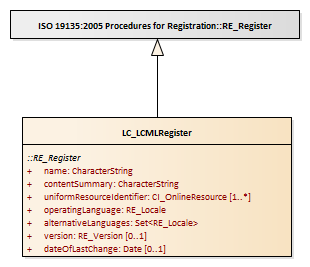 ISO 19135:2005 Procedures for Registration::RE_Register
LC_LCMLRegister
::RE_Register
+ name: CharacterString
+ contentSummary: CharacterString
+ uniformResourceIdentifier: CI_OnlineResource [1..*]
+ operatingLanguage: RE_Locale
+ alternativeLanguages: Set<RE_Locale>
+ version: RE_Version [0..1]
+ dateOfLastChange: Date [0..1]